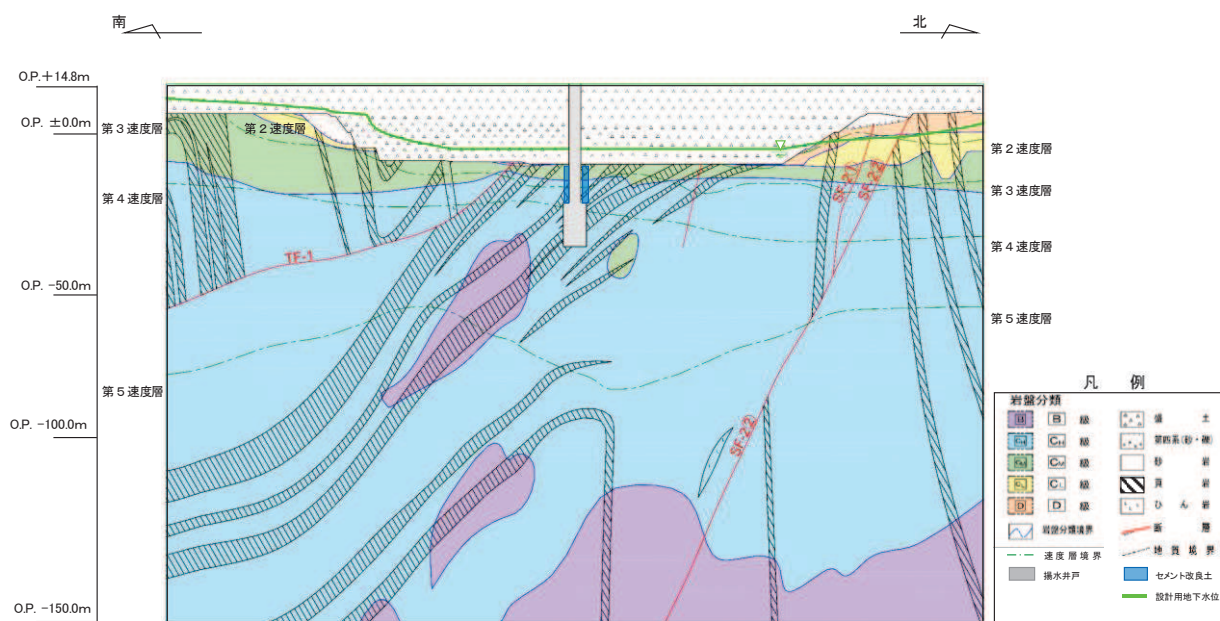 南
北
O.P.+14.8m
O.P. ±0.0m
O.P. -50.0m
O.P. -100.0m
O.P. -150.0m
第3速度層
第2速度層
第4速度層
第5速度層
第2速度層
第3速度層
第4速度層
第5速度層
TF-1
SF-2①
SF-2②
SF-2②
凡 例
岩盤分類
B B 級
CH CH 級
CM CM 級
CL CL 級
D D 級
岩盤分類境界
速度層境界
揚水井戸
盛 土
第四系(砂・礫)
砂 岩
頁 岩
ひ ん 岩
断 層
地質境界
セメント改良土
設計用地下水位